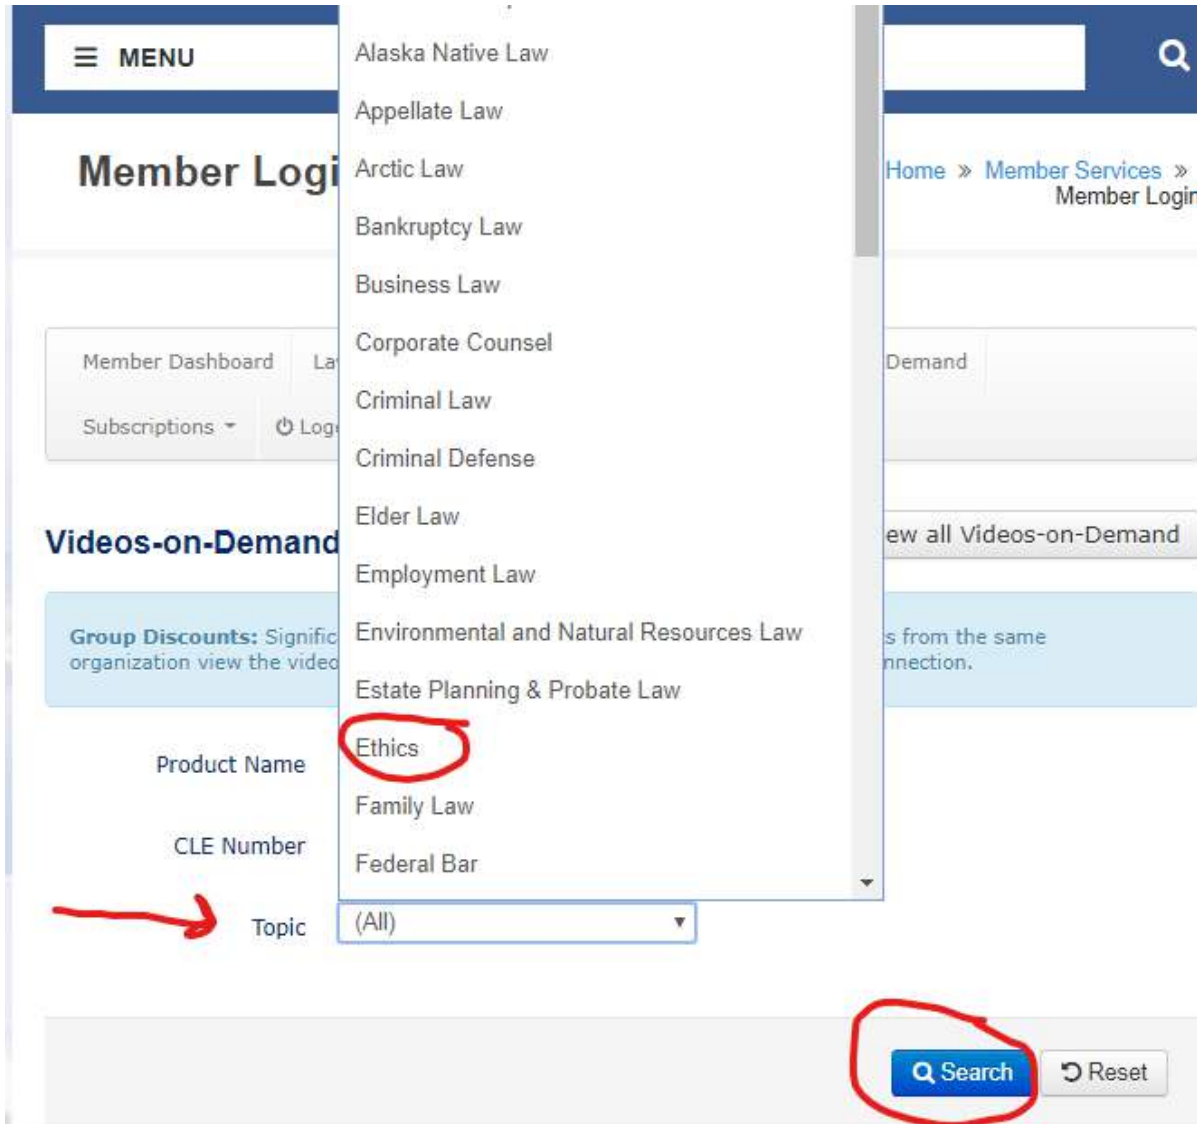 MENU
Member Logi
Home » Member Services »
Member Login
Member Dashboard
Demand
Subscriptions
Videos-on-Demand
ew all Videos-on-Demand
Group Discounts: Signific
s from the same
organization view the video
nnection.
Alaska Native Law
Appellate Law
Arctic Law
Bankruptcy Law
Business Law
Corporate Counsel
Criminal Law
Criminal Defense
Elder Law
Employment Law
Environmental and Natural Resources Law
Estate Planning & Probate Law
Ethics
Family Law
Federal Bar
Product Name
CLE Number
Topic
(All)
Search
Reset